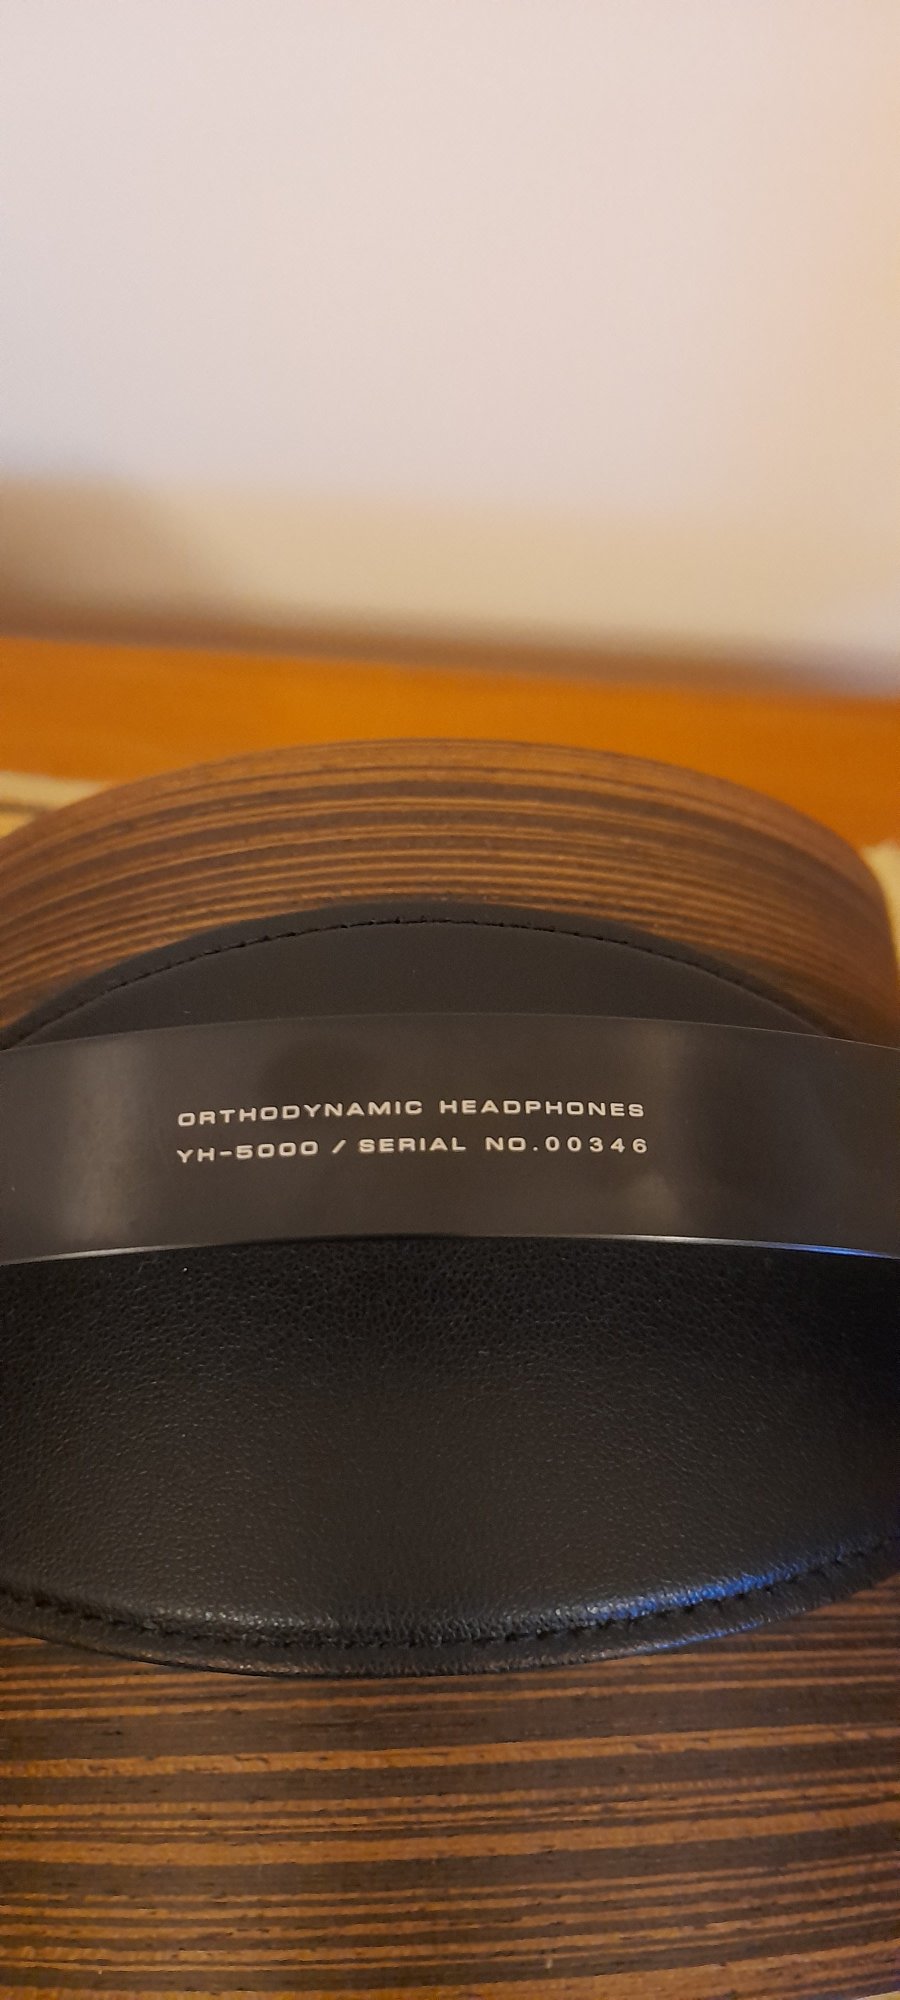 ORTHODYNAMIC HEADPHONES
YH-5000 / SERIAL NO.00346